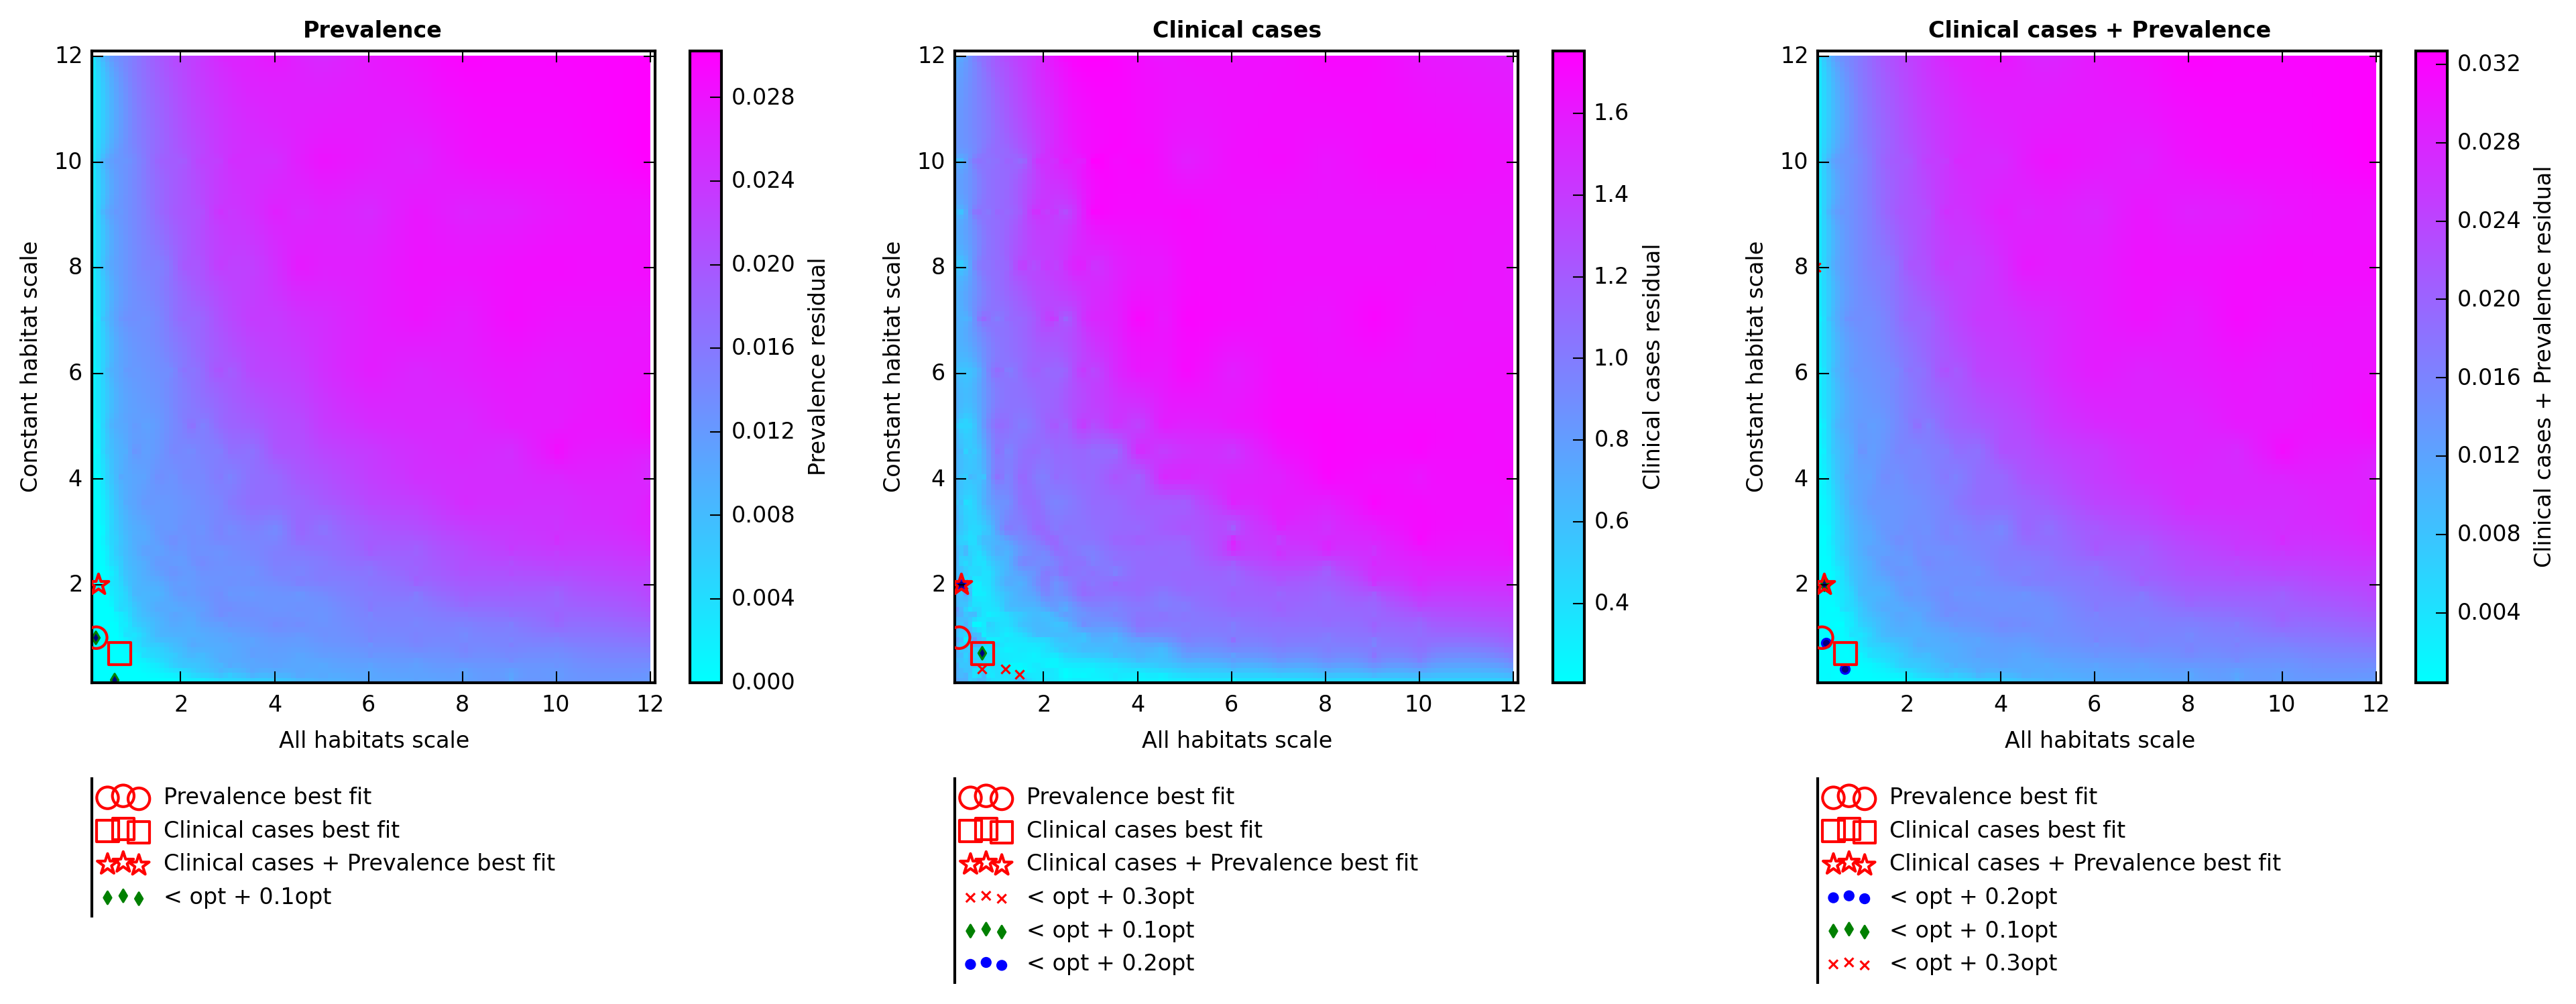 Prevalence
Constant habitat scale
12
10
8
6
4
2
2 4 6 8 10 12
All habitats scale
0.028
0.024
0.020
0.016
0.012
0.008
0.004
0.000
Prevalence residual
Prevalence best fit
Clinical cases best fit
Clinical cases + Prevalence best fit
< opt + 0.1opt
Clinical cases
Constant habitat scale
12
10
8
6
4
2
2 4 6 8 10 12
All habitats scale
1.6
1.4
1.2
1.0
0.8
0.6
0.4
Clinical cases residual
Prevalence best fit
Clinical cases best fit
Clinical cases + Prevalence best fit
< opt + 0.3opt
< opt + 0.1opt
< opt + 0.2opt
Clinical cases + Prevalence
Constant habitat scale
12
10
8
6
4
2
2 4 6 8 10 12
All habitats scale
0.032
0.028
0.024
0.020
0.016
0.012
0.008
0.004
Clinical cases + Prevalence residual
Prevalence best fit
Clinical cases best fit
Clinical cases + Prevalence best fit
< opt + 0.2opt
< opt + 0.1opt
< opt + 0.3opt